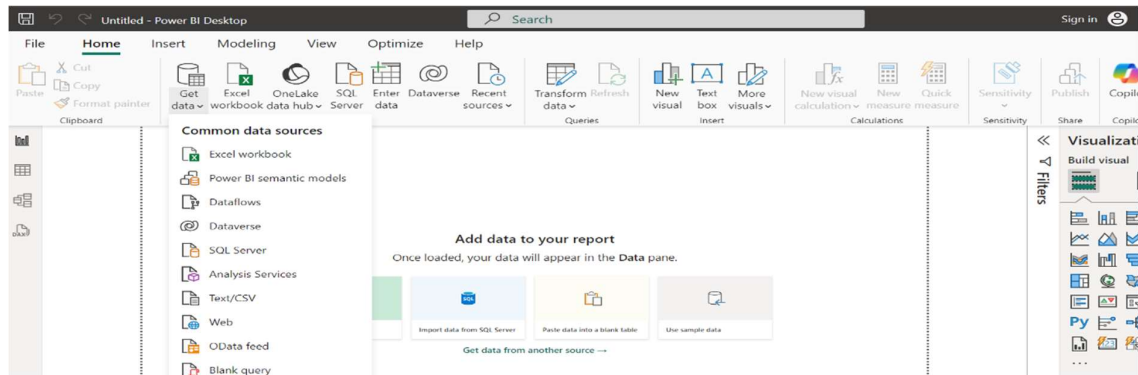 Untitled - Power BI Desktop
Search
Sign in
File Home Insert Modeling View Optimize Help
Paste
Cut
Copy
Format painter
Clipboard
Get data
Excel workbook
OneLake data hub
SQL Server
Enter data
Dataverse
Recent sources
Transform data
Refresh
Queries
New visual
Text box
More visuals
Insert
New visual calculation
New measure
Quick measure
Calculations
Sensitivity
Sensitivity
Publish
Share
Copilo
Copilo
Common data sources
Excel workbook
Power BI semantic models
Dataflows
Dataverse
SQL Server
Analysis Services
Text/CSV
Web
OData feed
Blank query
Add data to your report
Once loaded, your data will appear in the Data pane.
SQL
Import data from SQL Server
Paste data into a blank table
Use sample data
Get data from another source →
Filters
Visualizati
Build visual
Py
...